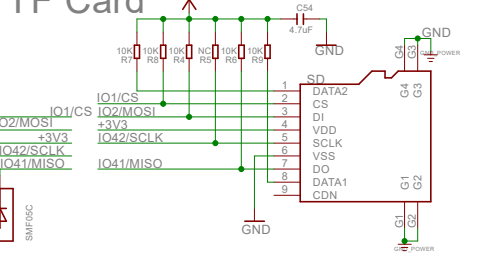 TF Card
C54
4.7uF
GND
GND
10K 10K 10K NC 10K 10K
R7 R8 R4 R5 R6 R9
G4
G3
GND_POWER
SD
1 DATA2 G4 G3
IO1/CS
2 CS
IO1/CS IO2/MOSI
3 DI
IO2/MOSI +3V3
4 VDD
+3V3 IO42/SCLK
5 SCLK
IO42/SCLK
6 VSS
IO41/MISO IO41/MISO
7 DO
8 DATA1 G1 G2
9 CDN
SMF05C
GND
G1
G2
GND_POWER